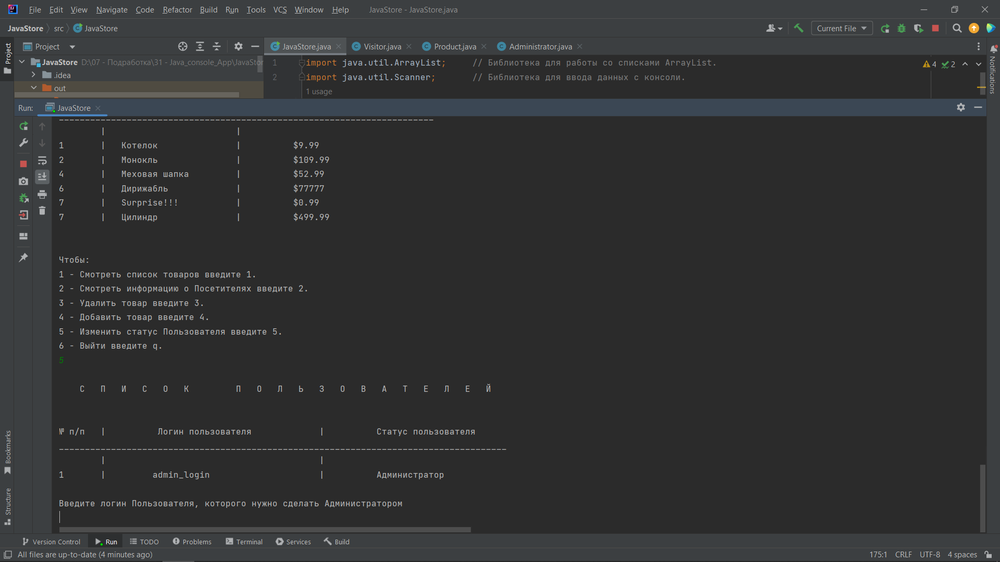 File Edit View Navigate Code Refactor Build Run Tools VCS Window Help JavaStore - JavaStore.java
JavaStore src JavaStore Current File
Project
Project JavaStore.java Visitor.java Product.java Administrator.java
JavaStore D:\07 - Подработка\31 - Java_console_App\JavaStor
.idea
out
1 import java.util.ArrayList; // Библиотека для работы со списками ArrayList.
2 import java.util.Scanner; // Библиотека для ввода данных с консоли.
1 usage
4 2
Notifications
Run: JavaStore
------------------------------------------------------------------------
| |
1 | Котелок | $9.99
2 | Монокль | $109.99
4 | Меховая шапка | $52.99
6 | Дирижабль | $77777
7 | Surprise!!! | $0.99
7 | Цилиндр | $499.99
Чтобы:
1 - Смотреть список товаров введите 1.
2 - Смотреть информацию о Посетителях введите 2.
3 - Удалить товар введите 3.
4 - Добавить товар введите 4.
5 - Изменить статус Пользователя введите 5.
6 - Выйти введите q.
5
С П И С О К П О Л Ь З О В А Т Е Л Е Й
№ п/п | Логин пользователя | Статус пользователя
--------------------------------------------------------------------------------------
| |
1 | admin_login | Администратор
Введите логин Пользователя, которого нужно сделать Администратором
Bookmarks
Structure
Version Control Run TODO Problems Terminal Services Build
All files are up-to-date (4 minutes ago) 175:1 CRLF UTF-8 4 spaces